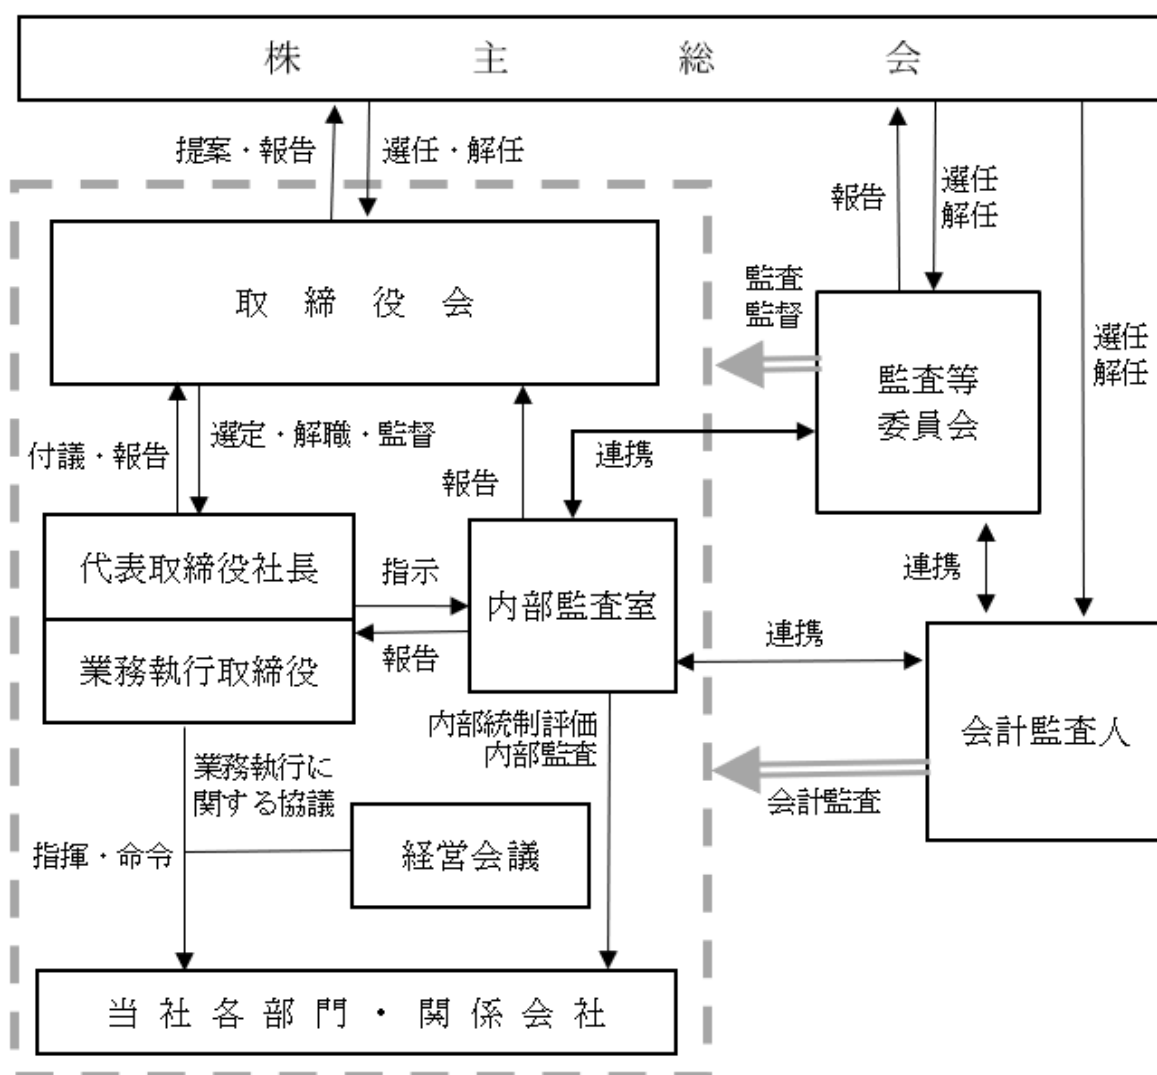 株主総会
提案・報告
選任・解任
報告
選任
解任
選任
解任
取締役会
監査
監督
監査等
委員会
付議・報告
選定・解職・監督
報告
連携
連携
代表取締役社長
業務執行取締役
指示
報告
内部監査室
連携
会計監査人
会計監査
内部統制評価
内部監査
業務執行に
関する協議
指揮・命令
経営会議
当社各部門・関係会社